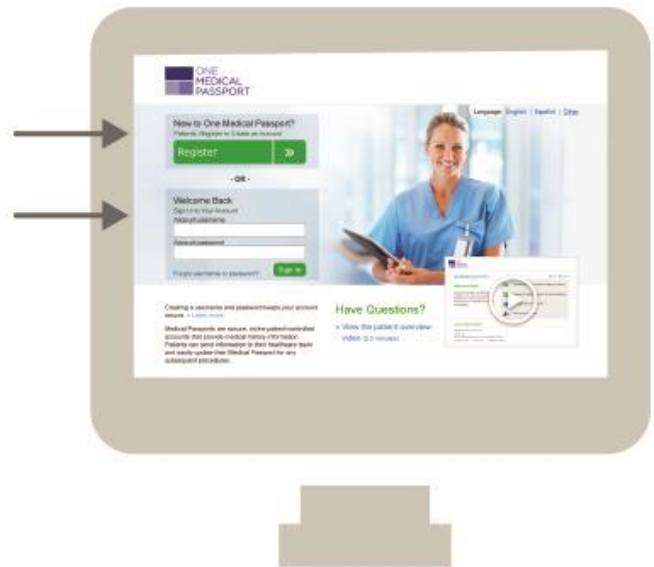 ONE
MEDICAL
PASSPORT
Language: English | Español | Other
New to One Medical Passport?
Patients, Register to Create an Account
Register »
- OR -
Welcome Back
Sign In to Your Account
Account username
Account password
Forgot username or password?
Sign In
Creating a username and password keeps your account
secure. » Learn more
Medical Passports are secure, online patient-controlled
accounts that provide medical history information.
Patients can send information to their healthcare team
and easily update their Medical Passport for any
subsequent procedures.
Have Questions?
» View the patient overview
video (2.5 minutes)